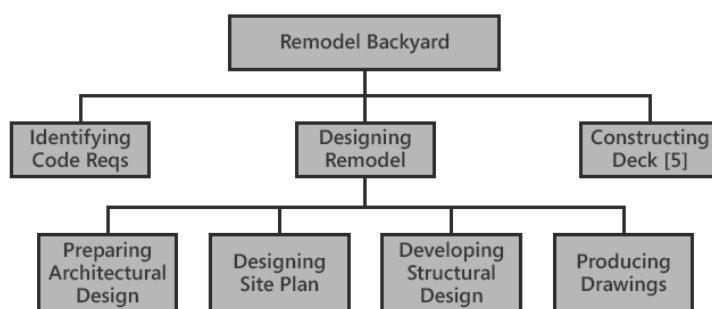 Remodel Backyard
Identifying
Code Reqs
Designing
Remodel
Constructing
Deck [5]
Preparing
Architectural
Design
Designing
Site Plan
Developing
Structural
Design
Producing
Drawings